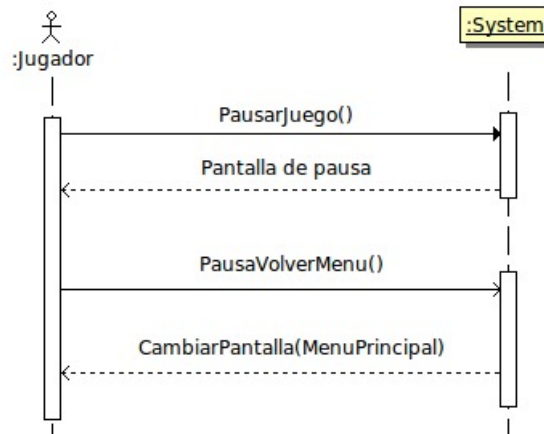 :System
:Jugador
PausarJuego()
Pantalla de pausa
PausaVolverMenu()
CambiarPantalla(MenuPrincipal)